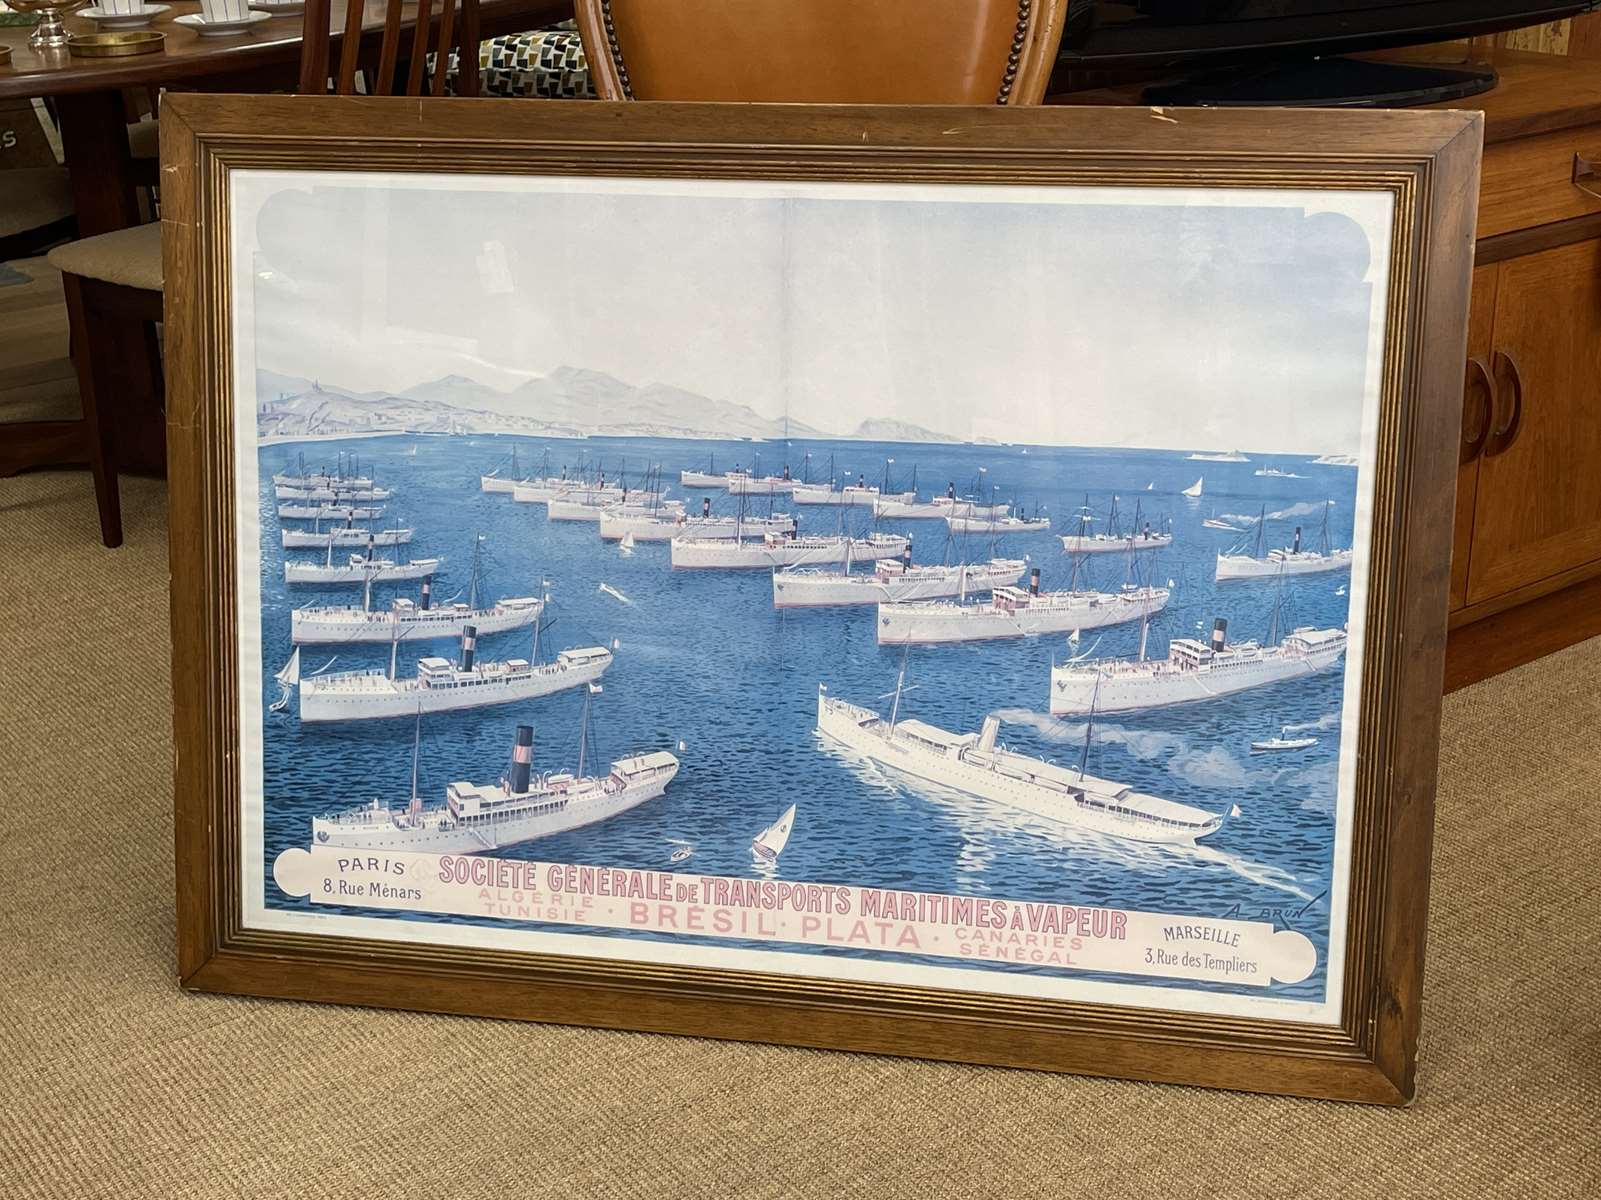 PARIS
8, Rue Ménars
SOCIÉTÉ GÉNÉRALE DE TRANSPORTS MARITIMES À VAPEUR
ALGÉRIE
TUNISIE
· BRÉSIL · PLATA ·
CANARIES
SÉNÉGAL
MARSEILLE
3, Rue des Templiers
A. BRUN